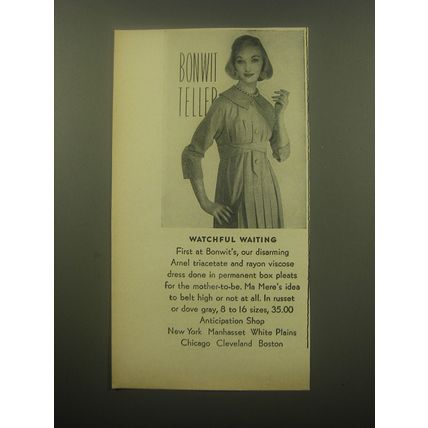 BONWIT
TELLER
WATCHFUL WAITING
First at Bonwit's, our disarming
Arnel triacetate and rayon viscose
dress done in permanent box pleats
for the mother-to-be. Ma Mere's idea
to belt high or not at all. In russet
or dove gray, 8 to 16 sizes, 35.00
Anticipation Shop
New York Manhasset White Plains
Chicago Cleveland Boston